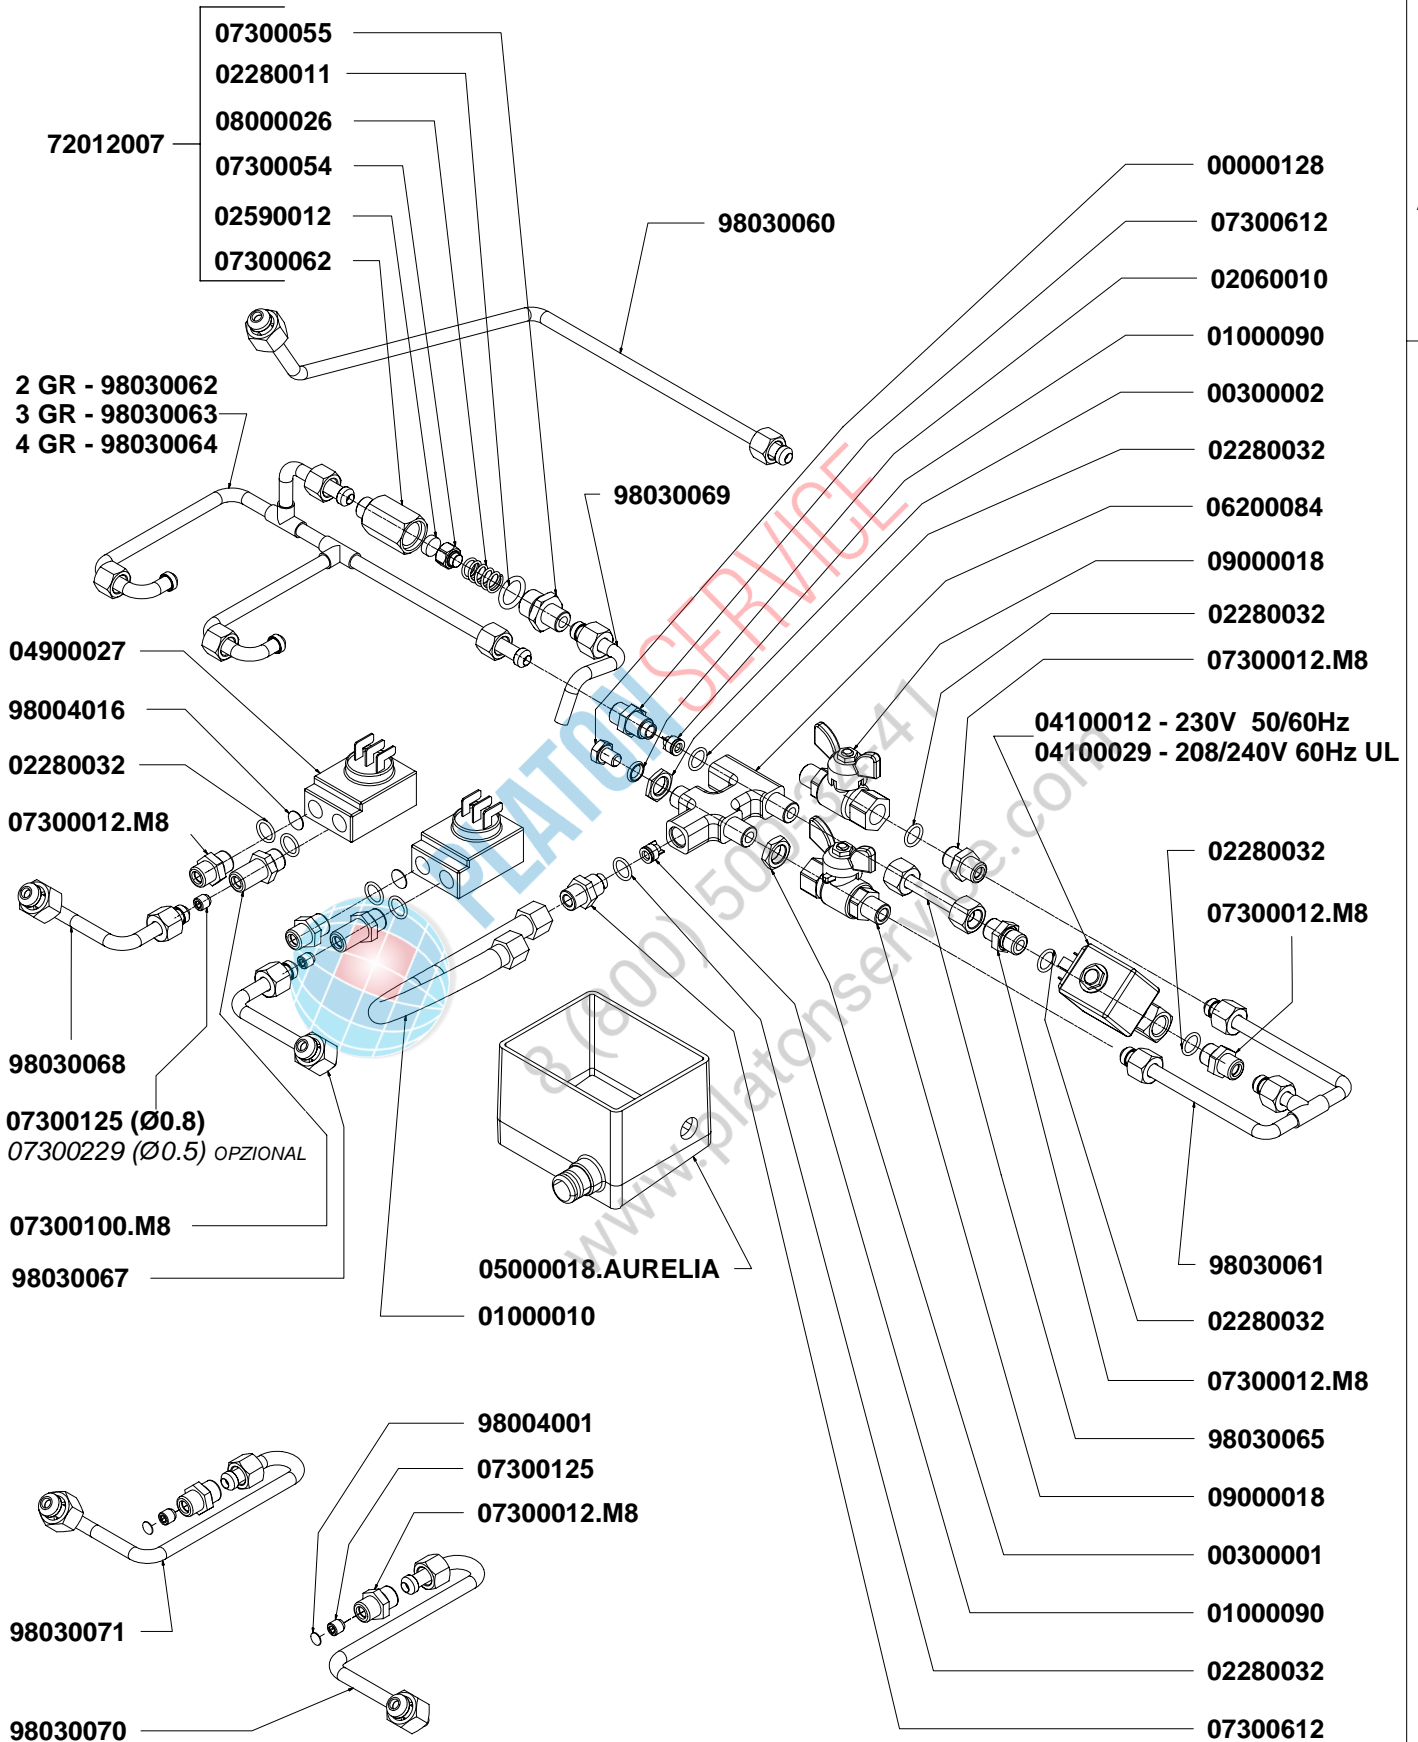 07300055
02280011
08000026
72012007
07300054
02590012
07300062
98030060
00000128
07300612
02060010
01000090
00300002
02280032
06200084
09000018
02280032
07300012.M8
04100012 - 230V 50/60Hz
04100029 - 208/240V 60Hz UL
2 GR - 98030062
3 GR - 98030063
4 GR - 98030064
98030069
04900027
98004016
02280032
07300012.M8
02280032
07300012.M8
98030068
07300125 (Ø0.8)
07300229 (Ø0.5) OPZIONAL
07300100.M8
98030067
05000018.AURELIA
01000010
98030061
02280032
07300012.M8
98030065
09000018
00300001
01000090
02280032
07300612
98004001
07300125
07300012.M8
98030071
98030070
PLATON SERVICE
8 (800) 500-34-41
www.platonservice.com